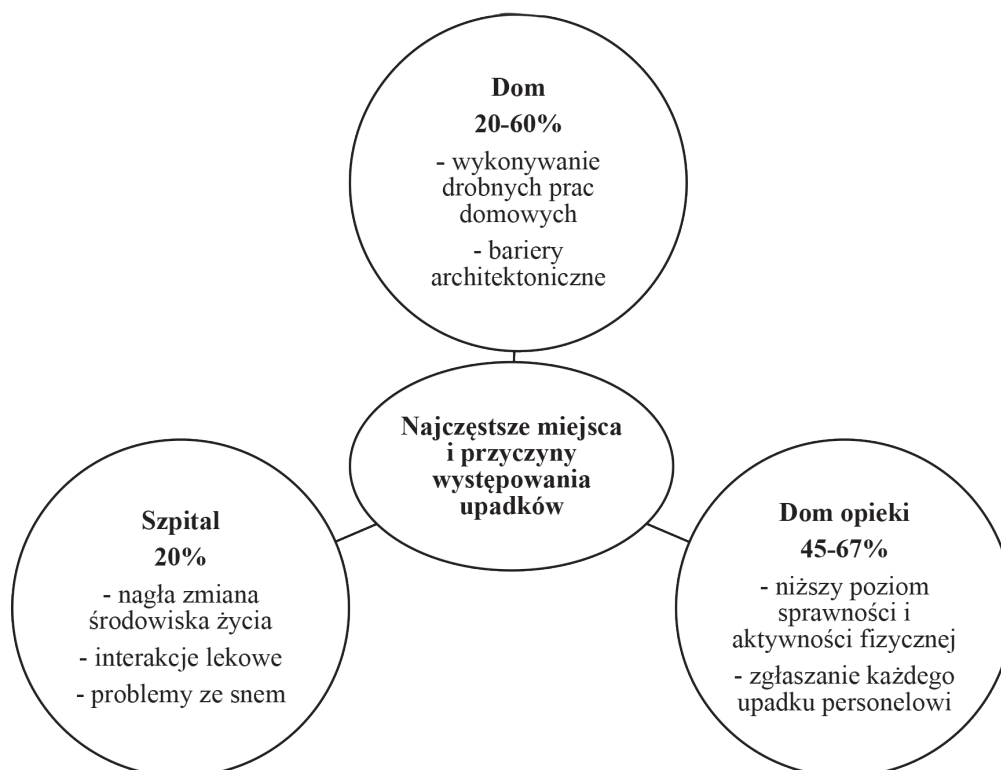 Dom
20-60%
- wykonywanie
drobnych prac
domowych
- bariery
architektoniczne
Najczęstsze miejsca
i przyczyny
występowania
upadków
Szpital
20%
- nagła zmiana
środowiska życia
- interakcje lekowe
- problemy ze snem
Dom opieki
45-67%
- niższy poziom
sprawności i
aktywności fizycznej
- zgłaszanie każdego
upadku personelowi